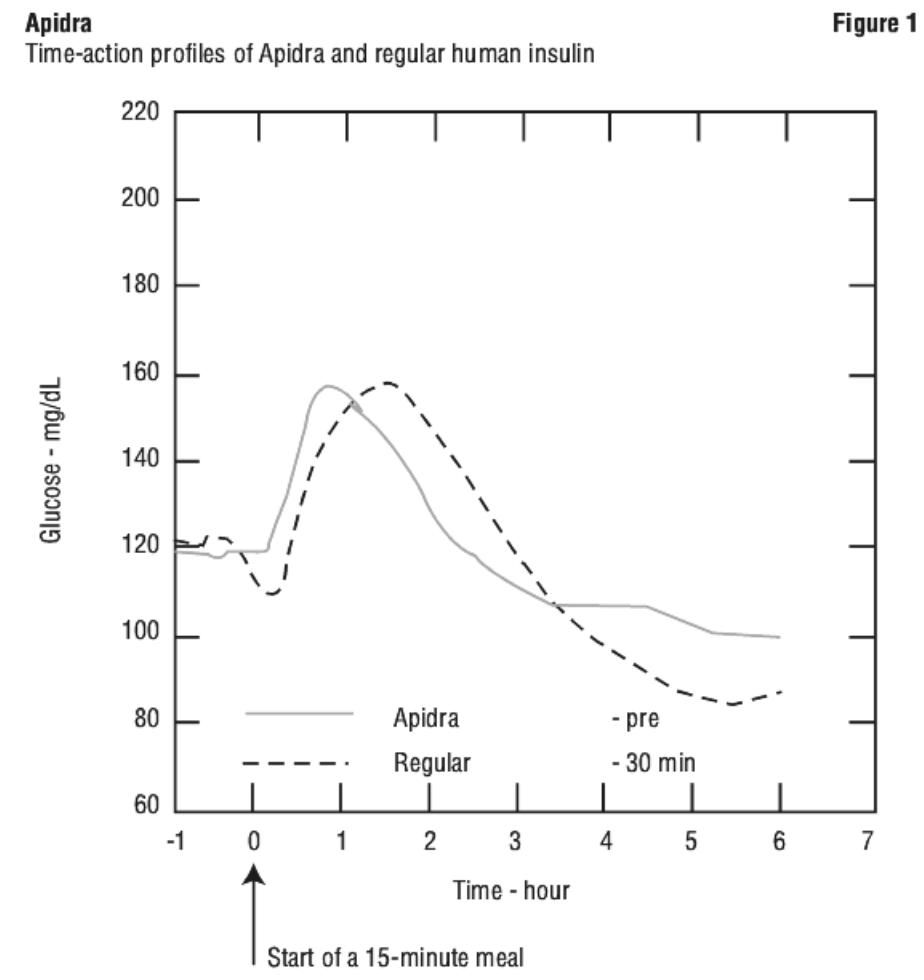 Apidra
Figure 1
Time-action profiles of Apidra and regular human insulin
220
200
180
160
140
120
100
80
60
Glucose - mg/dL
Apidra - pre
Regular - 30 min
-1 0 1 2 3 4 5 6 7
Time - hour
Start of a 15-minute meal